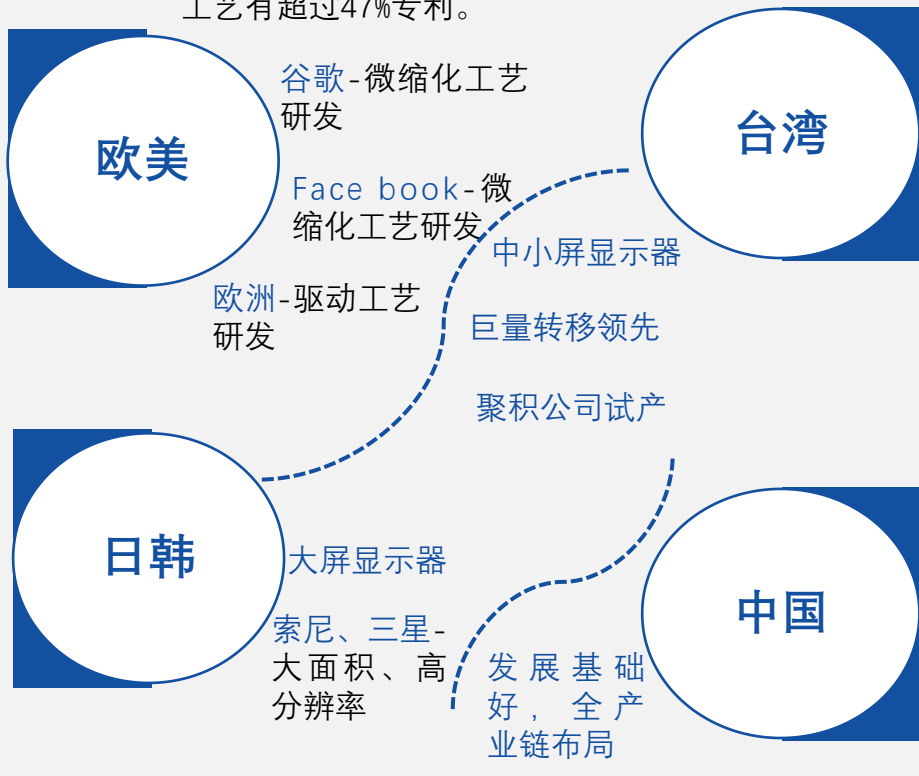 工艺有超过47%专利。
欧美
谷歌-微缩化工艺
研发
Face book-微
缩化工艺研发
欧洲-驱动工艺
研发
台湾
中小屏显示器
巨量转移领先
聚积公司试产
日韩
大屏显示器
索尼、三星-
大面积、高
分辨率
中国
发展基础
好，全产
业链布局